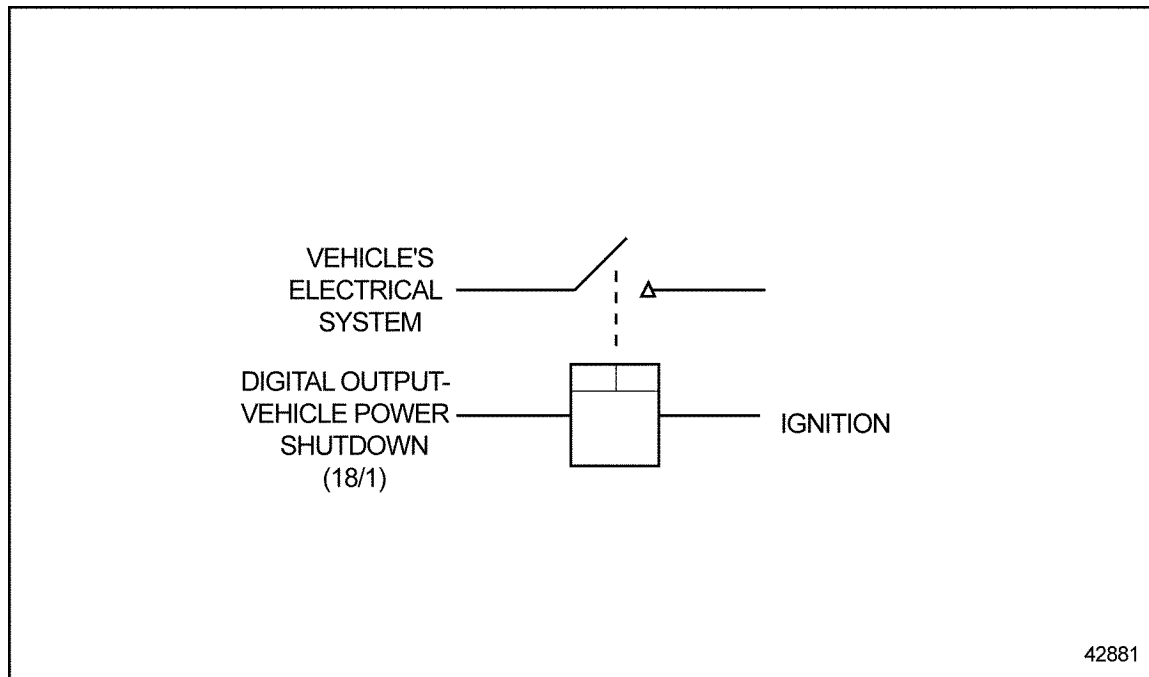 VEHICLE'S
ELECTRICAL
SYSTEM
DIGITAL OUTPUT-
VEHICLE POWER
SHUTDOWN
(18/1)
IGNITION
42881